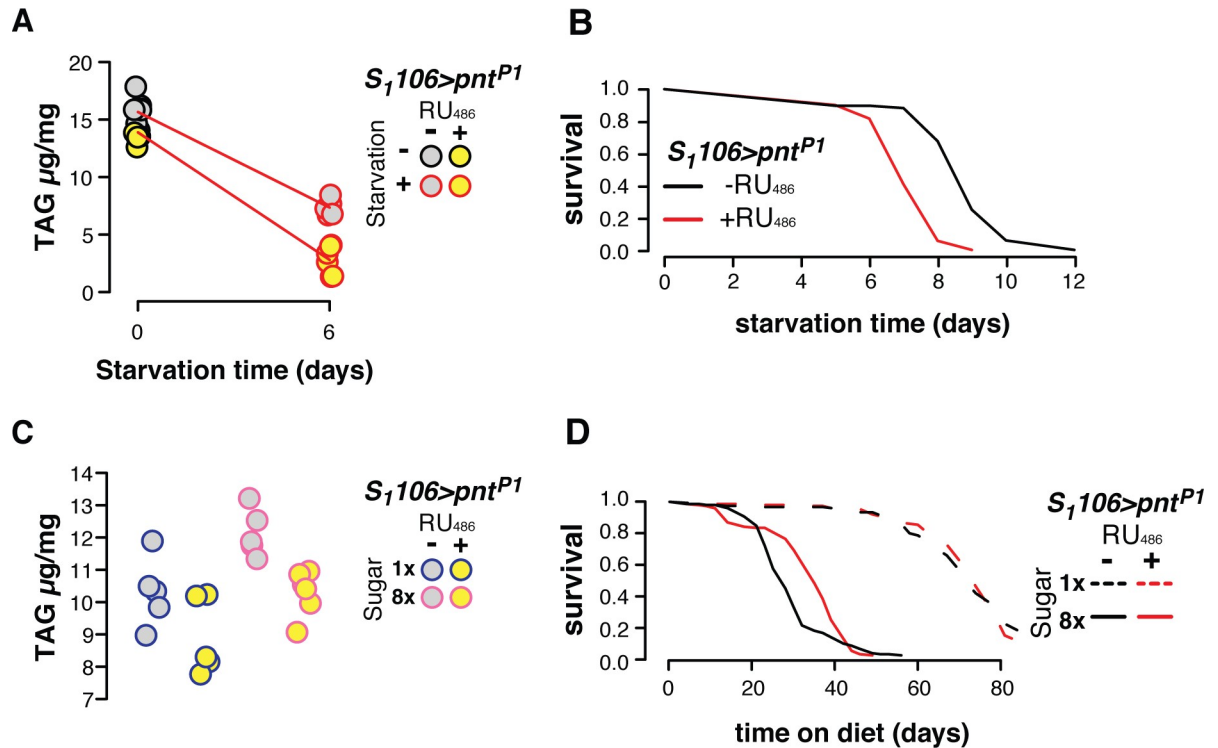 A
20
15
10
5
0
TAG µg/mg
0 6
Starvation time (days)
S1106>pntP1
RU486
- +
Starvation
-
+
B
1.0
0.8
0.6
0.4
0.2
0.0
survival
S1106>pntP1
-RU486
+RU486
0 2 4 6 8 10 12
starvation time (days)
C
14
13
12
11
10
9
8
7
TAG µg/mg
S1106>pntP1
RU486
- +
Sugar
1x
8x
D
1.0
0.8
0.6
0.4
0.2
0.0
survival
0 20 40 60 80
time on diet (days)
S1106>pntP1
RU486
- +
Sugar
1x
8x